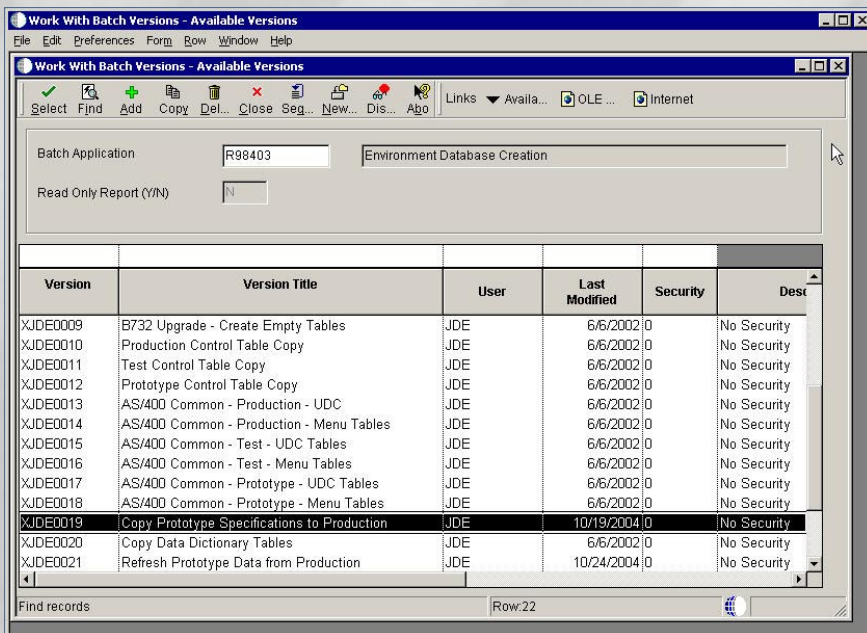 Work With Batch Versions - Available Versions
File Edit Preferences Form Row Window Help
Work With Batch Versions - Available Versions
Select Find Add Copy Del... Close Seq... New... Dis... Abo Links Availa... OLE ... Internet
Batch Application R98403 Environment Database Creation
Read Only Report (Y/N) N
Version Version Title User Last Modified Security Desc
XJDE0009 B732 Upgrade - Create Empty Tables JDE 6/6/2002 0 No Security
XJDE0010 Production Control Table Copy JDE 6/6/2002 0 No Security
XJDE0011 Test Control Table Copy JDE 6/6/2002 0 No Security
XJDE0012 Prototype Control Table Copy JDE 6/6/2002 0 No Security
XJDE0013 AS/400 Common - Production - UDC JDE 6/6/2002 0 No Security
XJDE0014 AS/400 Common - Production - Menu Tables JDE 6/6/2002 0 No Security
XJDE0015 AS/400 Common - Test - UDC Tables JDE 6/6/2002 0 No Security
XJDE0016 AS/400 Common - Test - Menu Tables JDE 6/6/2002 0 No Security
XJDE0017 AS/400 Common - Prototype - UDC Tables JDE 6/6/2002 0 No Security
XJDE0018 AS/400 Common - Prototype - Menu Tables JDE 6/6/2002 0 No Security
XJDE0019 Copy Prototype Specifications to Production JDE 10/19/2004 0 No Security
XJDE0020 Copy Data Dictionary Tables JDE 6/6/2002 0 No Security
XJDE0021 Refresh Prototype Data from Production JDE 10/24/2004 0 No Security
Find records Row:22